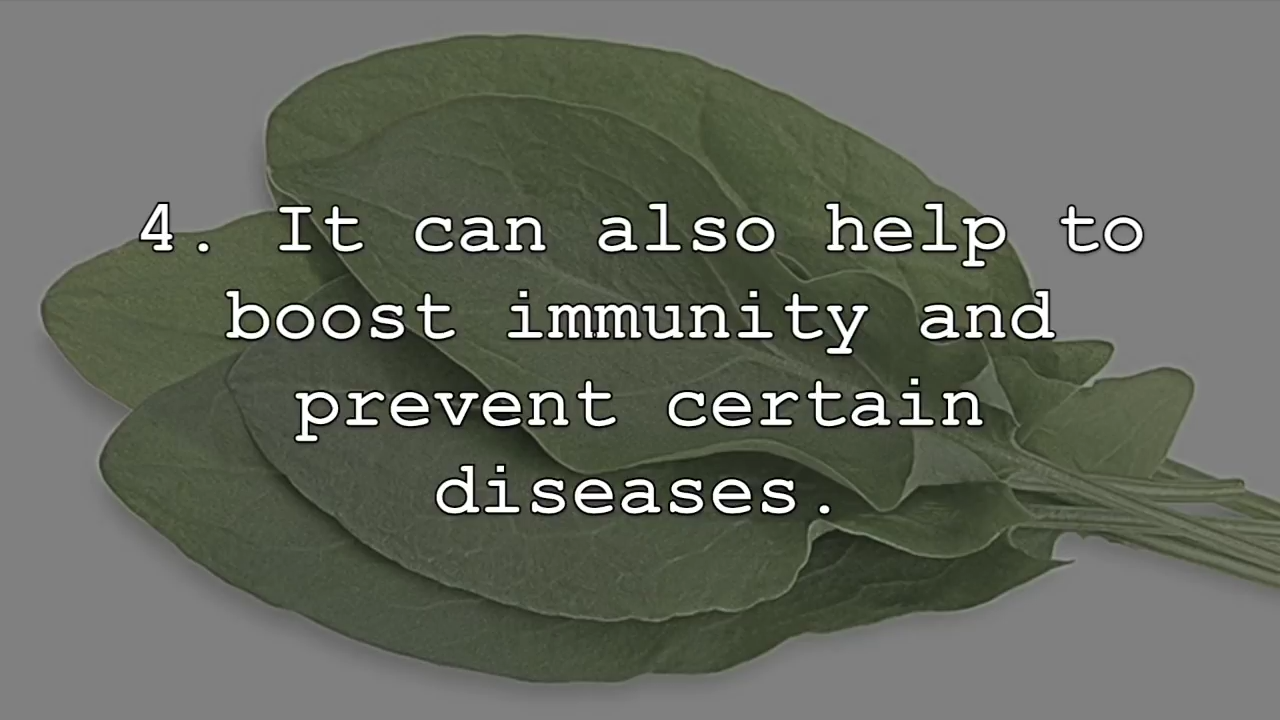 4. It can also help to
boost immunity and
prevent certain
diseases.